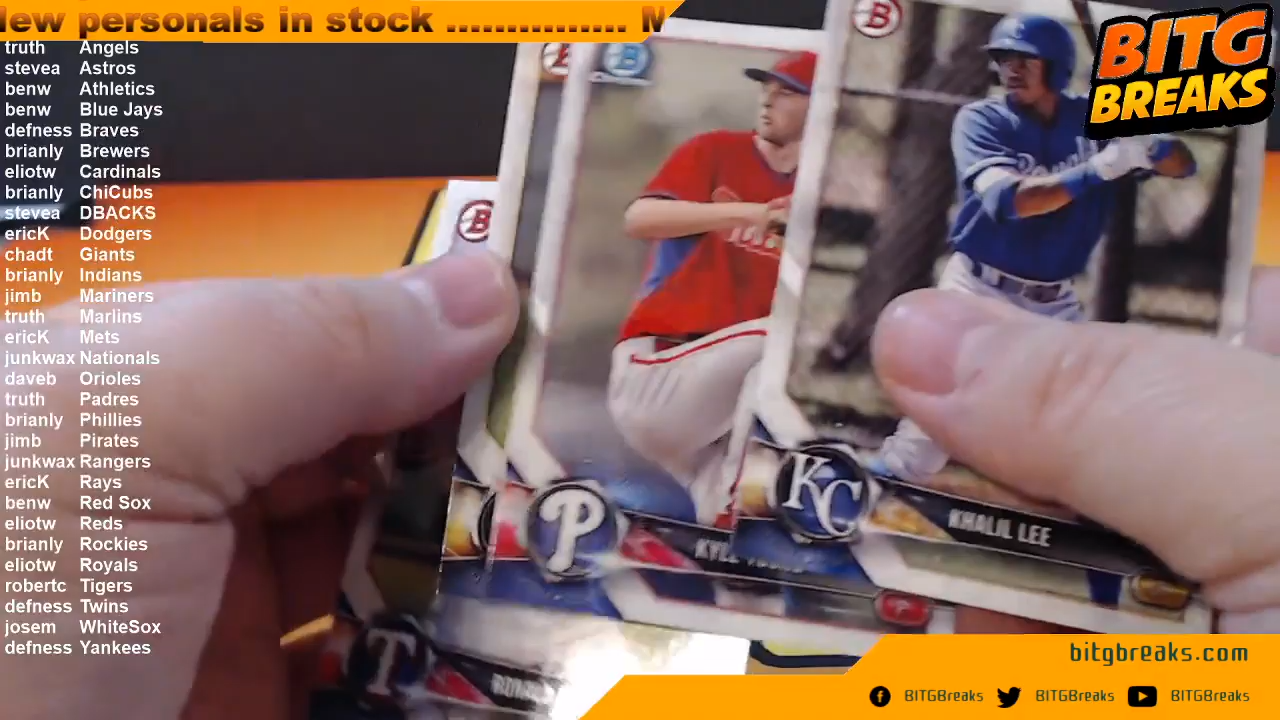 New personals in stock ............... M
BITG
BREAKS
truth Angels
stevea Astros
benw Athletics
benw Blue Jays
defness Braves
brianly Brewers
eliotw Cardinals
brianly ChiCubs
stevea DBACKS
ericK Dodgers
chadt Giants
brianly Indians
jimb Mariners
truth Marlins
ericK Mets
junkwax Nationals
daveb Orioles
truth Padres
brianly Phillies
jimb Pirates
junkwax Rangers
ericK Rays
benw Red Sox
eliotw Reds
brianly Rockies
eliotw Royals
robertc Tigers
defness Twins
josem WhiteSox
defness Yankees
B
B
P
KC
KHALIL LEE
T
P
bitgbreaks.com
BITGBreaks BITGBreaks BITGBreaks